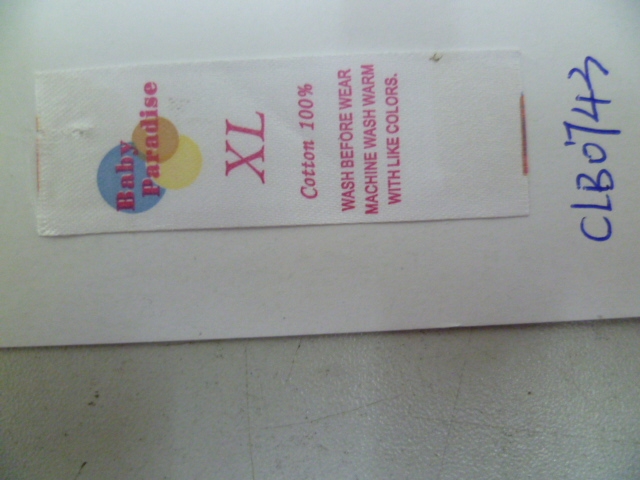 Baby
Paradise
XL
Cotton 100%
WASH BEFORE WEAR
MACHINE WASH WARM
WITH LIKE COLORS.
CLB0743